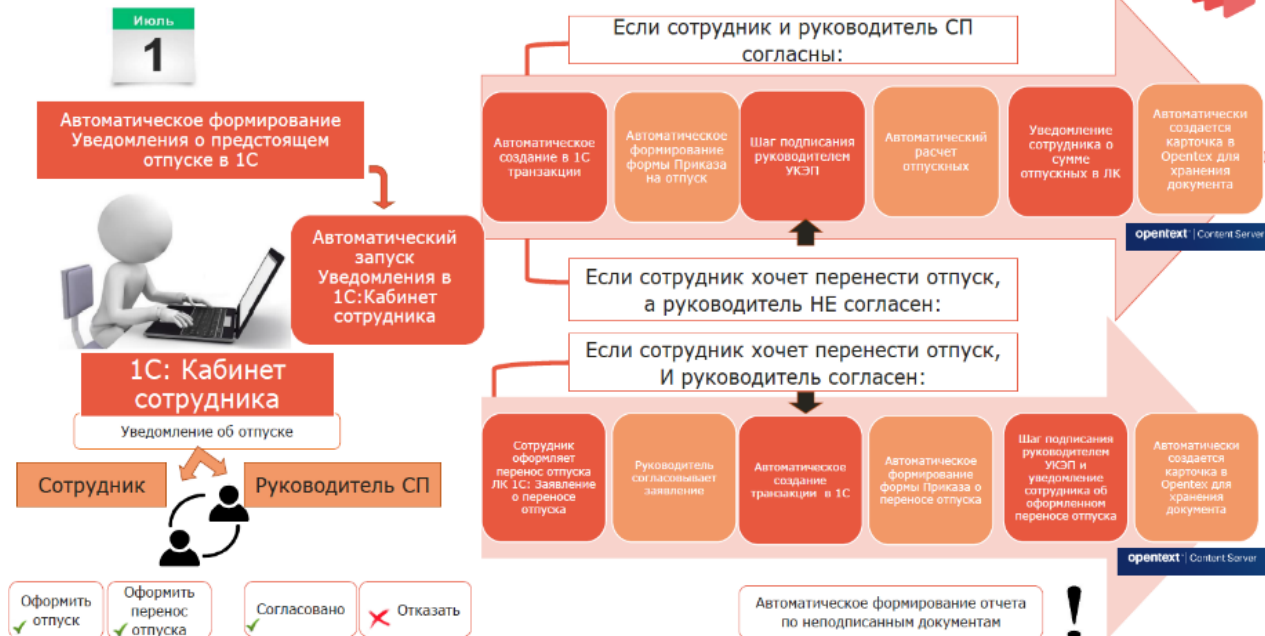 Июль
1
Автоматическое формирование
Уведомления о предстоящем
отпуске в 1С
Автоматический
запуск
Уведомления в
1С:Кабинет
сотрудника
1С: Кабинет
сотрудника
Уведомление об отпуске
Сотрудник
Руководитель СП
Оформить
отпуск
Оформить
перенос
отпуска
Согласовано
Отказать
Если сотрудник и руководитель СП
согласны:
Автоматическое
создание в 1С
транзакции
Автоматическое
формирование
формы Приказа
на отпуск
Шаг подписания
руководителем
УКЭП
Автоматический
расчет
отпускных
Уведомление
сотрудника о
сумме
отпускных в ЛК
Автоматически
создается
карточка в
Opentex для
хранения
документа
opentext | Content Server
Если сотрудник хочет перенести отпуск,
а руководитель НЕ согласен:
Если сотрудник хочет перенести отпуск,
И руководитель согласен:
Сотрудник
оформляет
перенос отпуска
ЛК 1С: Заявление
о переносе
отпуска
Руководитель
согласовывает
заявление
Автоматическое
создание
транзакции в 1С
Автоматическое
формирование
формы Приказа о
переносе отпуска
Шаг подписания
руководителем
УКЭП и
уведомление
сотрудника об
оформленном
переносе отпуска
Автоматически
создается
карточка в
Opentex для
хранения
документа
opentext | Content Server
Автоматическое формирование отчета
по неподписанным документам
!